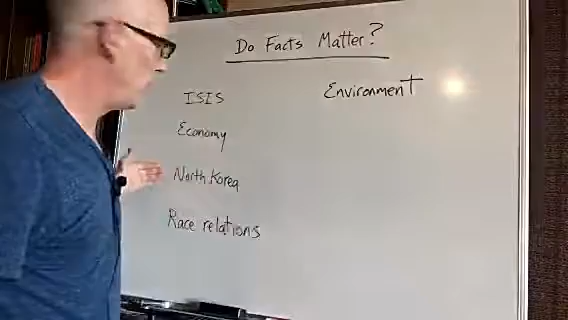 Do Facts Matter?
ISIS
Economy
North Korea
Race relations
Environment